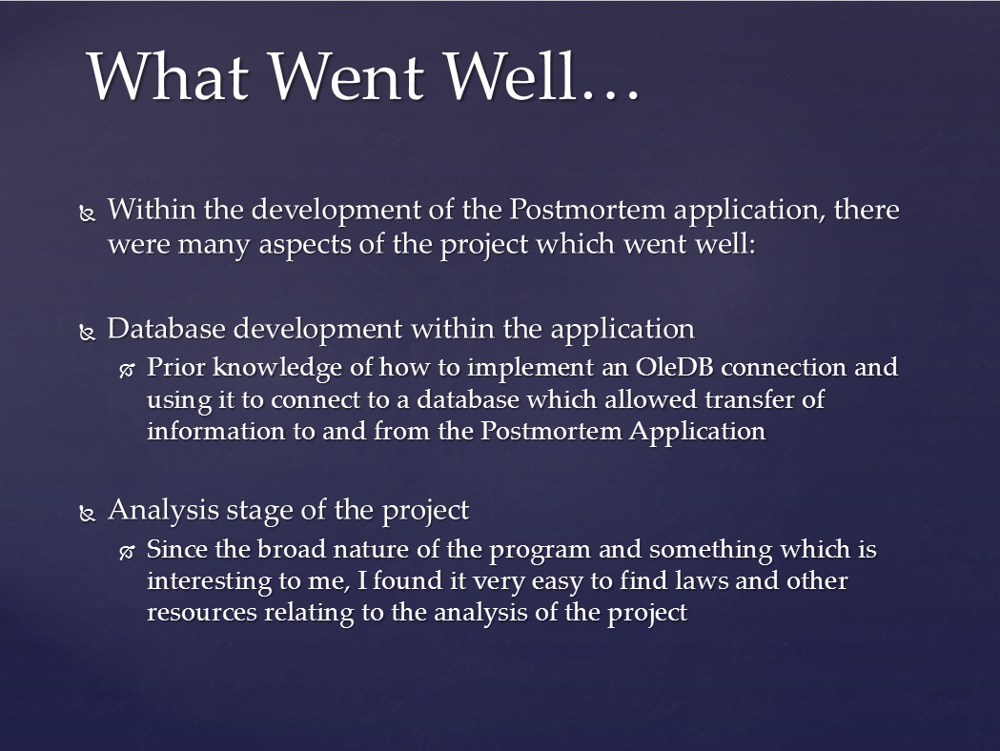 What Went Well…
Within the development of the Postmortem application, there
were many aspects of the project which went well:
Database development within the application
Prior knowledge of how to implement an OleDB connection and
using it to connect to a database which allowed transfer of
information to and from the Postmortem Application
Analysis stage of the project
Since the broad nature of the program and something which is
interesting to me, I found it very easy to find laws and other
resources relating to the analysis of the project